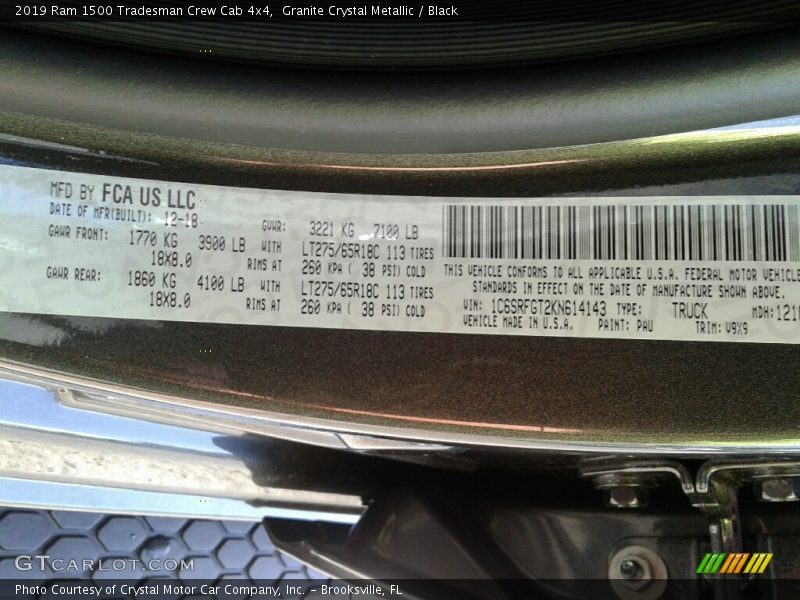 2019 Ram 1500 Tradesman Crew Cab 4x4,  Granite Crystal Metallic / Black
MFD BY FCA US LLC
DATE OF MFR(BUILT): 12-18 GVWR: 3221 KG 7100 LB
GAWR FRONT: 1770 KG 3900 LB WITH LT275/65R18C 113 TIRES
18X8.0 RIMS AT 260 KPA ( 38 PSI) COLD
GAWR REAR: 1860 KG 4100 LB WITH LT275/65R18C 113 TIRES
18X8.0 RIMS AT 260 KPA ( 38 PSI) COLD
THIS VEHICLE CONFORMS TO ALL APPLICABLE U.S.A. FEDERAL MOTOR VEHICLE
STANDARDS IN EFFECT ON THE DATE OF MANUFACTURE SHOWN ABOVE.
VIN: 1C6SRFGT2KN614143 TYPE: TRUCK MDH: 1218
VEHICLE MADE IN U.S.A. PAINT: PAU TRIM: V9X9
GTCARLOT.COM
Photo Courtesy of Crystal Motor Car Company, Inc. - Brooksville, FL